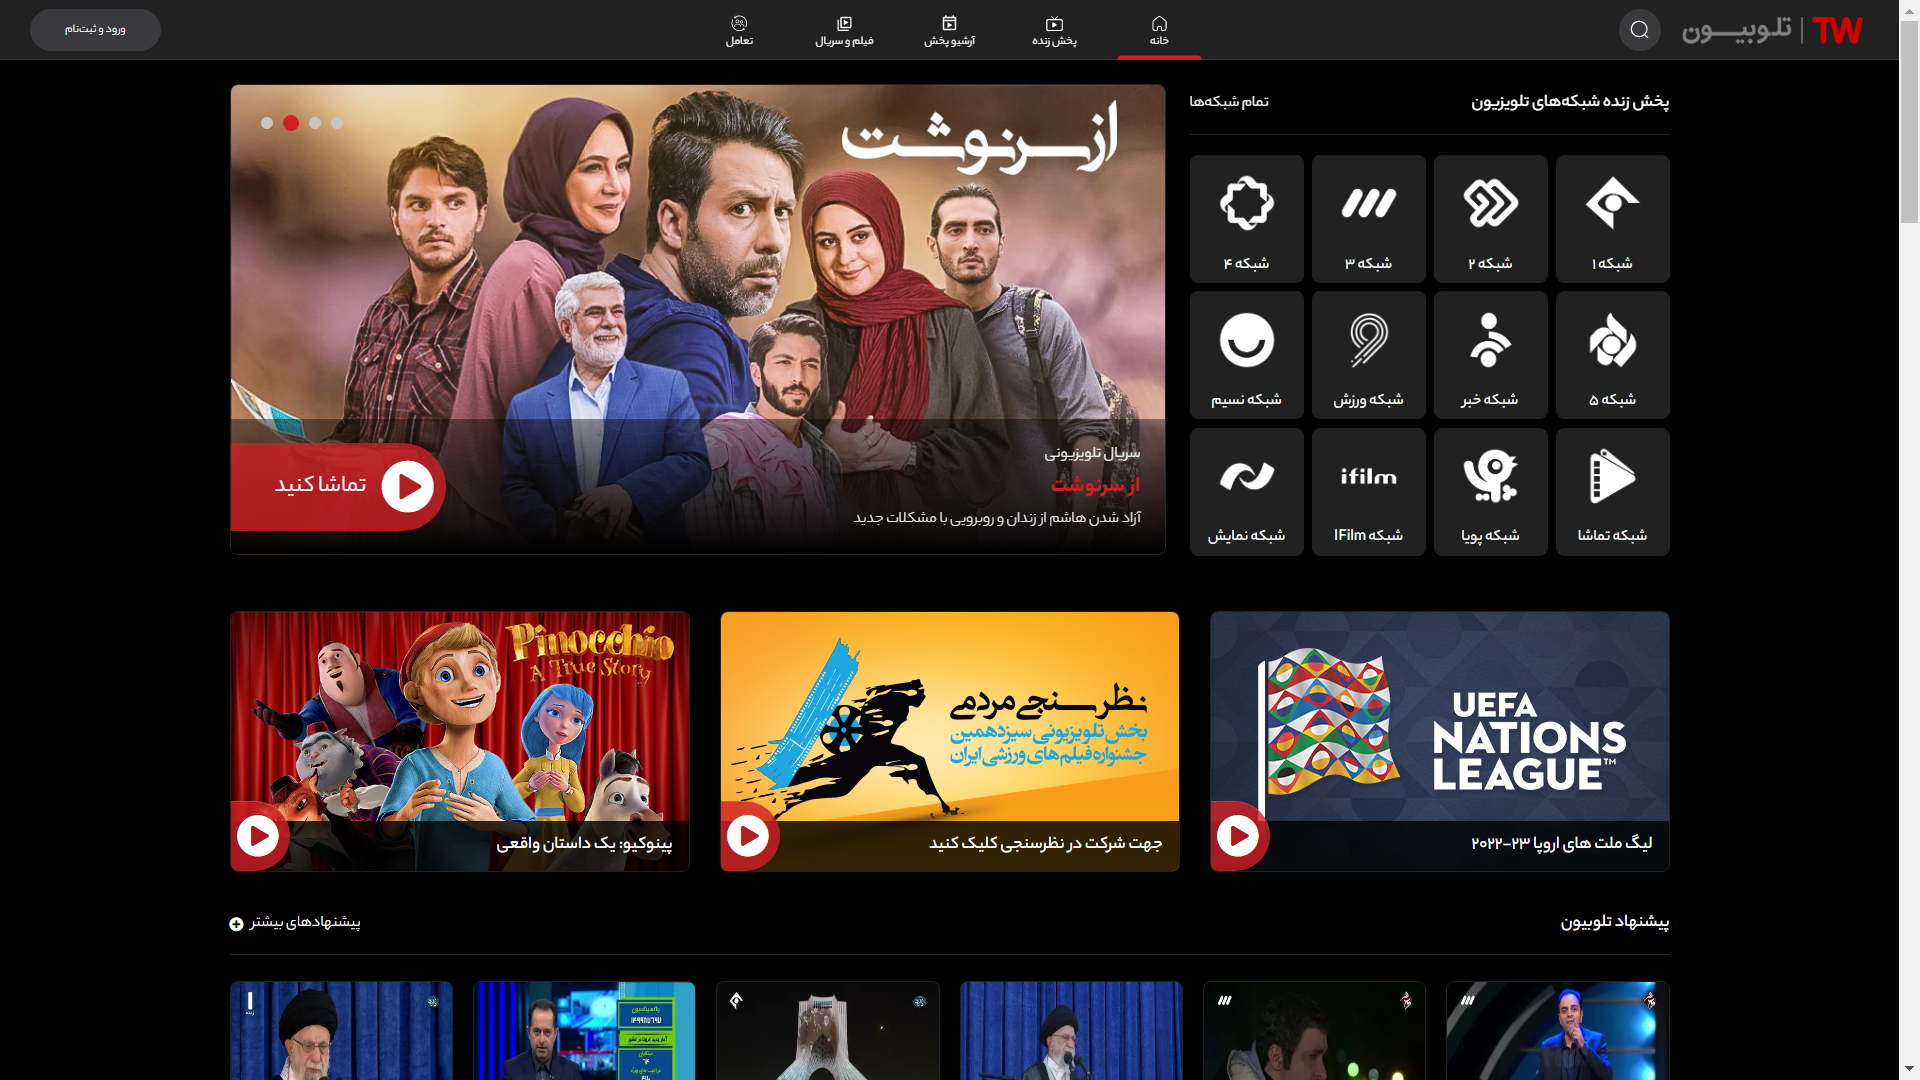 TW | تلوبیون
خانه
پخش زنده
آرشیو پخش
فیلم و سریال
تعامل
ورود و ثبت‌نام
پخش زنده شبکه‌های تلویزیون
تمام شبکه‌ها
شبکه ۱
شبکه ۲
شبکه ۳
شبکه ۴
شبکه ۵
شبکه خبر
شبکه ورزش
شبکه نسیم
ifilm
شبکه تماشا
شبکه پویا
شبکه IFilm
شبکه نمایش
از سرنوشت
سریال تلویزیونی
از سرنوشت
آزاد شدن هاشم از زندان و روبرویی با مشکلات جدید
تماشا کنید
UEFA
NATIONS
LEAGUE™
لیگ ملت های اروپا ۲۳-۲۰۲۲
نظرسنجی مردمی
بخش تلویزیونی سیزدهمین
جشنواره فیلم‌های ورزشی ایران
جهت شرکت در نظرسنجی کلیک کنید
Pinocchio
A True Story
پینوکیو: یک داستان واقعی
پیشنهاد تلوبیون
پیشنهادهای بیشتر